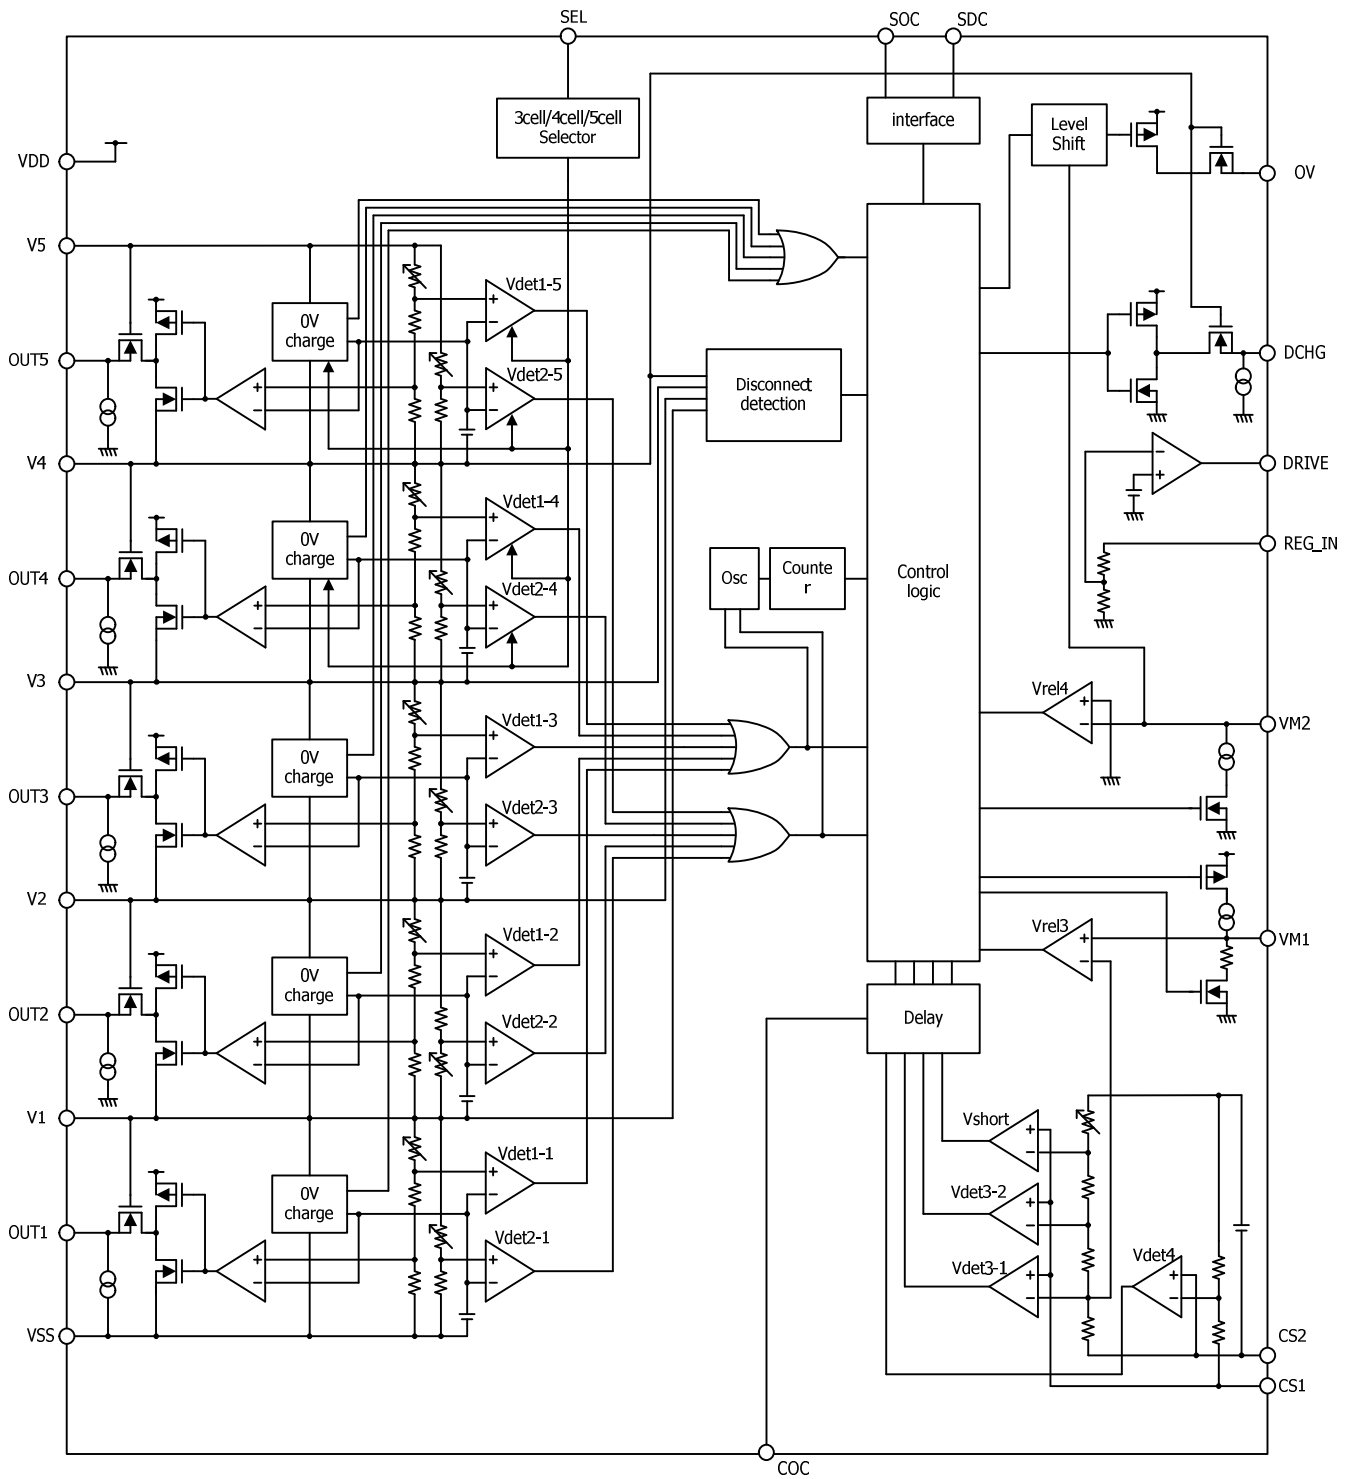 SEL
SOC
SDC
3cell/4cell/5cell
Selector
interface
Level
Shift
VDD
OV
V5
Vdet1-5
+
−
0V
charge
OUT5
DCHG
Vdet2-5
+
−
+
−
Disconnect
detection
V4
DRIVE
−
+
Vdet1-4
+
−
0V
charge
REG_IN
OUT4
Osc
Counte
r
Control
logic
Vdet2-4
+
−
+
−
V3
Vrel4
+
−
VM2
Vdet1-3
+
−
0V
charge
OUT3
Vdet2-3
+
−
+
−
V2
Vrel3
+
−
VM1
Vdet1-2
+
−
0V
charge
OUT2
Delay
Vdet2-2
+
−
+
−
V1
Vshort
+
−
Vdet1-1
+
−
0V
charge
Vdet3-2
+
−
OUT1
Vdet2-1
+
−
+
−
Vdet3-1
+
−
Vdet4
+
−
VSS
CS2
CS1
COC